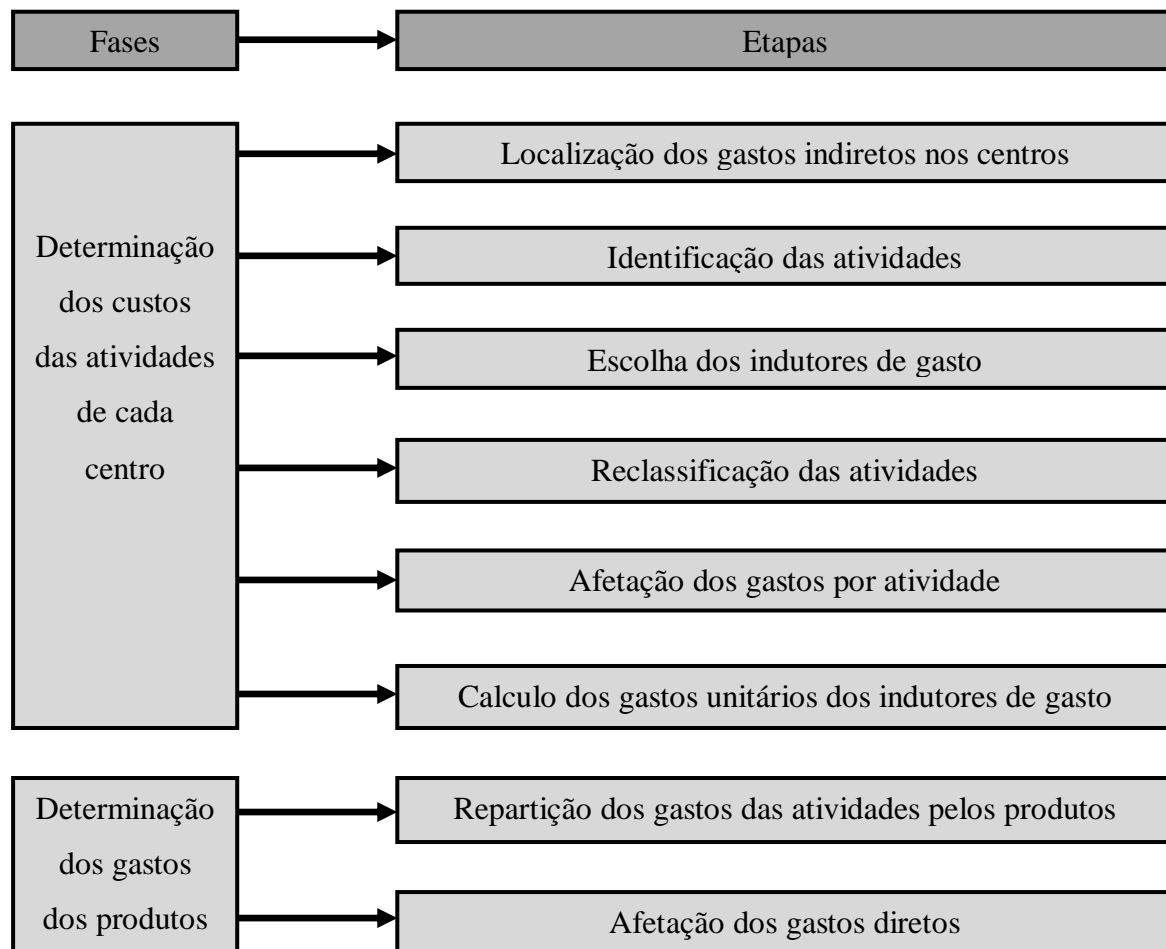 Fases
Etapas
Determinação
dos custos
das atividades
de cada
centro
Localização dos gastos indiretos nos centros
Identificação das atividades
Escolha dos indutores de gasto
Reclassificação das atividades
Afetação dos gastos por atividade
Calculo dos gastos unitários dos indutores de gasto
Determinação
dos gastos
dos produtos
Repartição dos gastos das atividades pelos produtos
Afetação dos gastos diretos